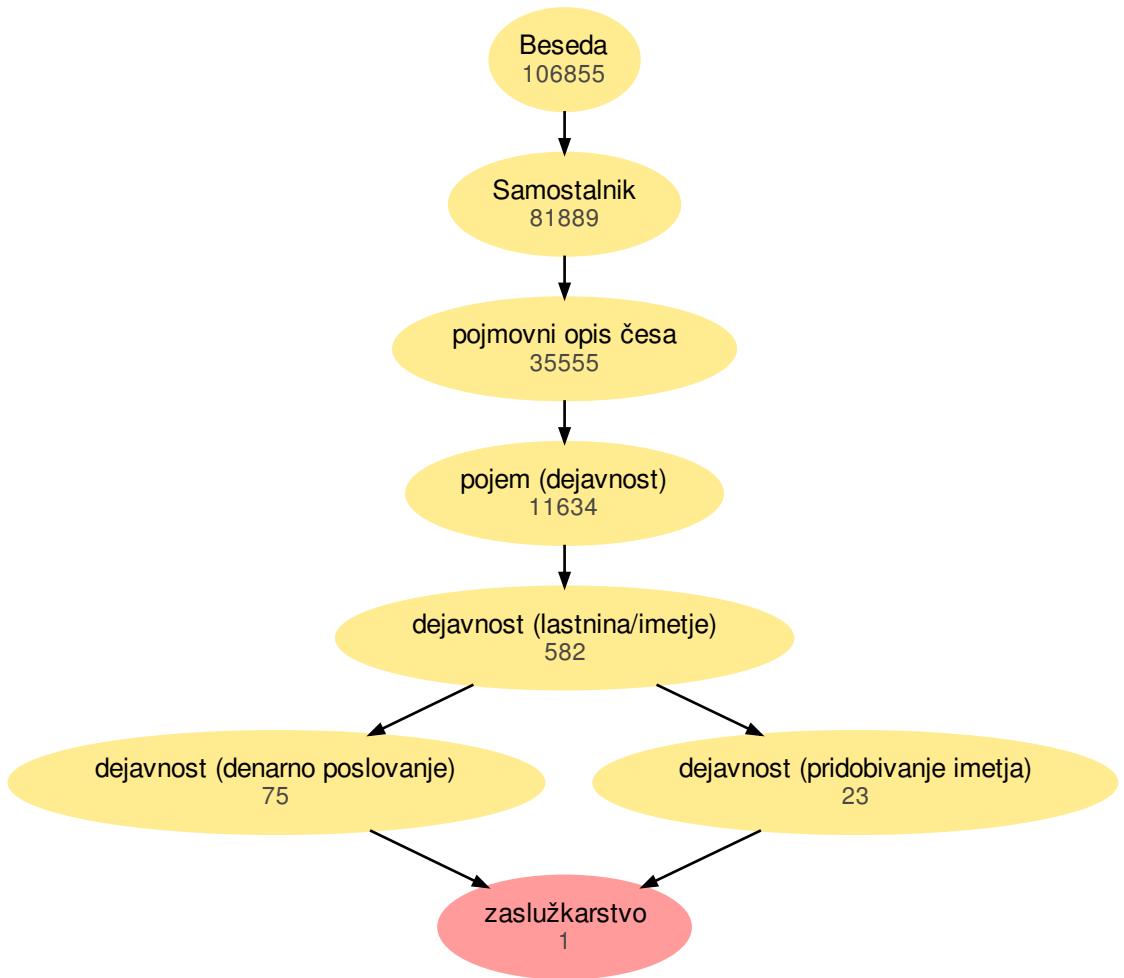 Beseda
106855
Samostalnik
81889
pojmovni opis česa
35555
pojem (dejavnost)
11634
dejavnost (lastnina/imetje)
582
dejavnost (denarno poslovanje)
75
dejavnost (pridobivanje imetja)
23
zaslužkarstvo
1